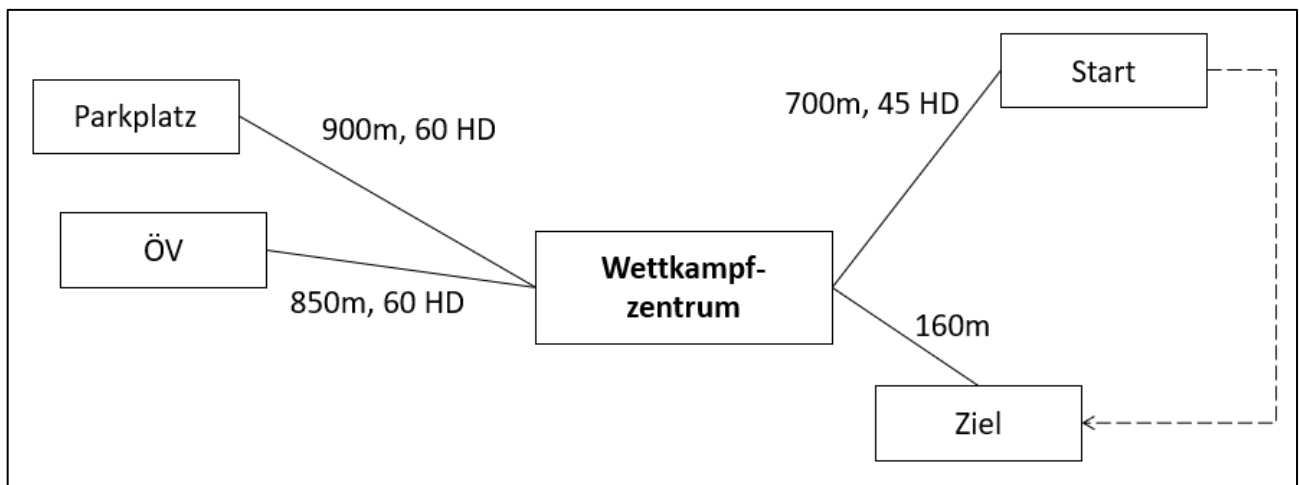 Parkplatz
900m, 60 HD
ÖV
850m, 60 HD
Wettkampf-
zentrum
700m, 45 HD
Start
160m
Ziel